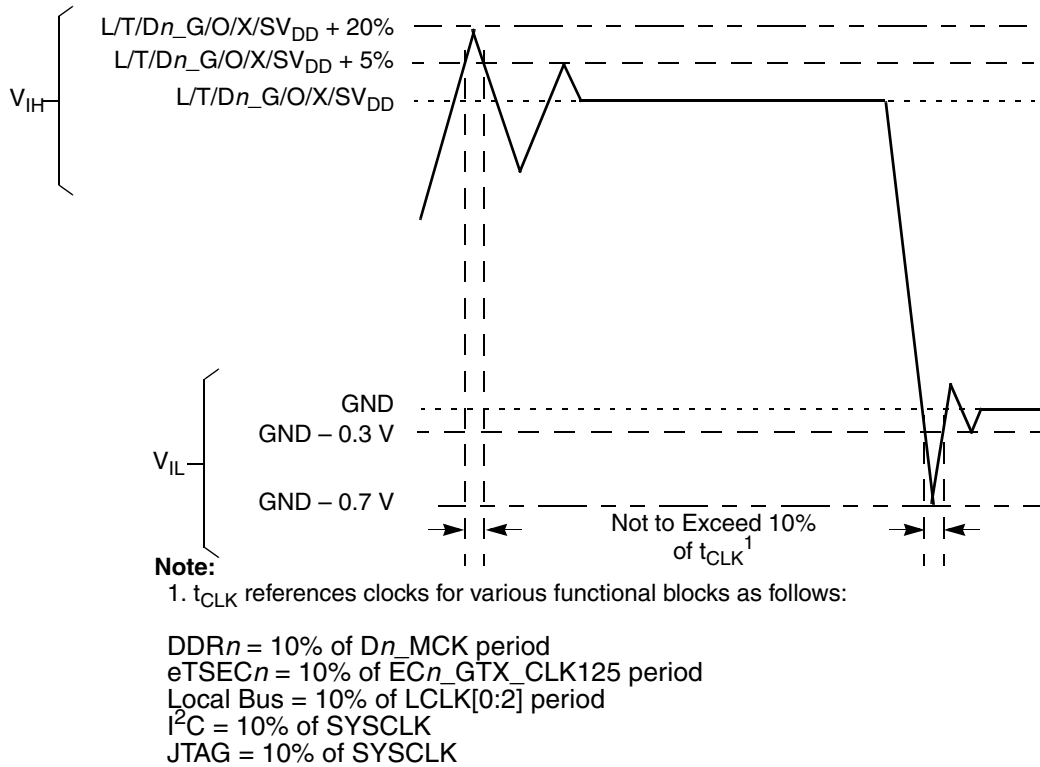 L/T/Dn_G/O/X/SVDD + 20%
L/T/Dn_G/O/X/SVDD + 5%
L/T/Dn_G/O/X/SVDD
VIH
GND
GND – 0.3 V
VIL
GND – 0.7 V
Not to Exceed 10%
of tCLK1
Note:
1. tCLK references clocks for various functional blocks as follows:
DDRn = 10% of Dn_MCK period
eTSECn = 10% of ECn_GTX_CLK125 period
Local Bus = 10% of LCLK[0:2] period
I2C = 10% of SYSCLK
JTAG = 10% of SYSCLK